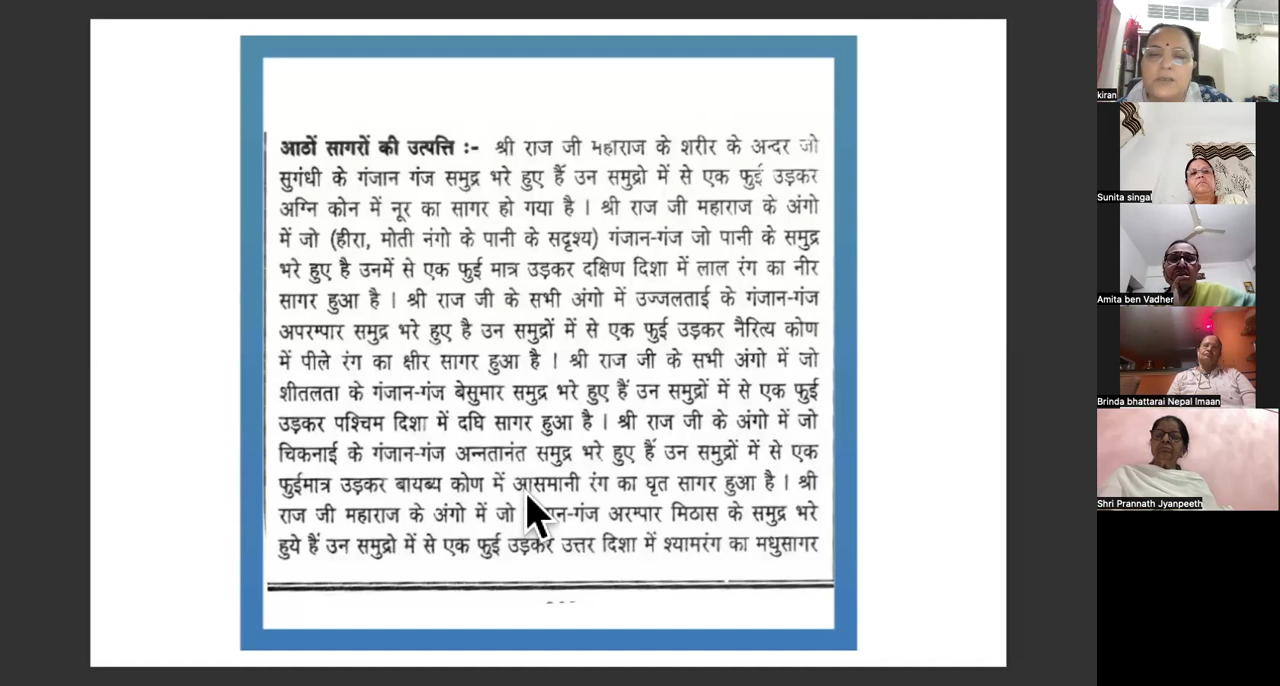 आठों सागरों की उत्पत्ति :- श्री राज जी महाराज के शरीर के अन्दर जो
सुगंधी के गंजान गंज समुद्र भरे हुए हैं उन समुद्रो में से एक फुई उड़कर
अग्नि कोन में नूर का सागर हो गया है । श्री राज जी महाराज के अंगो
में जो (हीरा, मोती नंगो के पानी के सदृश्य) गंजान-गंज जो पानी के समुद्र
भरे हुए है उनमें से एक फुई मात्र उड़कर दक्षिण दिशा में लाल रंग का नीर
सागर हुआ है । श्री राज जी के सभी अंगो में उज्जलताई के गंजान-गंज
अपरम्पार समुद्र भरे हुए है उन समुद्रों में से एक फुई उड़कर नैरित्य कोण
में पीले रंग का क्षीर सागर हुआ है । श्री राज जी के सभी अंगो में जो
शीतलता के गंजान-गंज बेसुमार समुद्र भरे हुए हैं उन समुद्रों में से एक फुई
उड़कर पश्चिम दिशा में दधि सागर हुआ है । श्री राज जी के अंगो में जो
चिकनाई के गंजान-गंज अन्नतानंत समुद्र भरे हुए हैं उन समुद्रों में से एक
फुईमात्र उड़कर बायब्य कोण में आसमानी रंग का घृत सागर हुआ है । श्री
राज जी महाराज के अंगो में जो न-गंज अरम्पार मिठास के समुद्र भरे
हुये हैं उन समुद्रो में से एक फुई उड़कर उत्तर दिशा में श्यामरंग का मधुसागर
kiran
Sunita singal
Amita ben Vadher
Brinda bhattarai Nepal Imaan
Shri Prannath Jyanpeeth